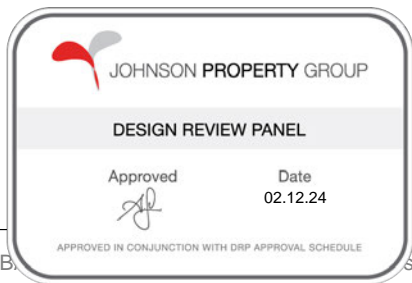 JOHNSON PROPERTY GROUP
DESIGN REVIEW PANEL
Approved Date
02.12.24
APPROVED IN CONJUNCTION WITH DRP APPROVAL SCHEDULE